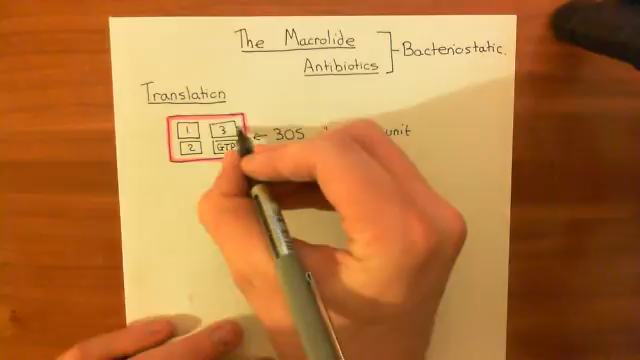 The Macrolide
Antibiotics
Bacteriostatic.
Translation
1 3
2 GTP
← 30S unit